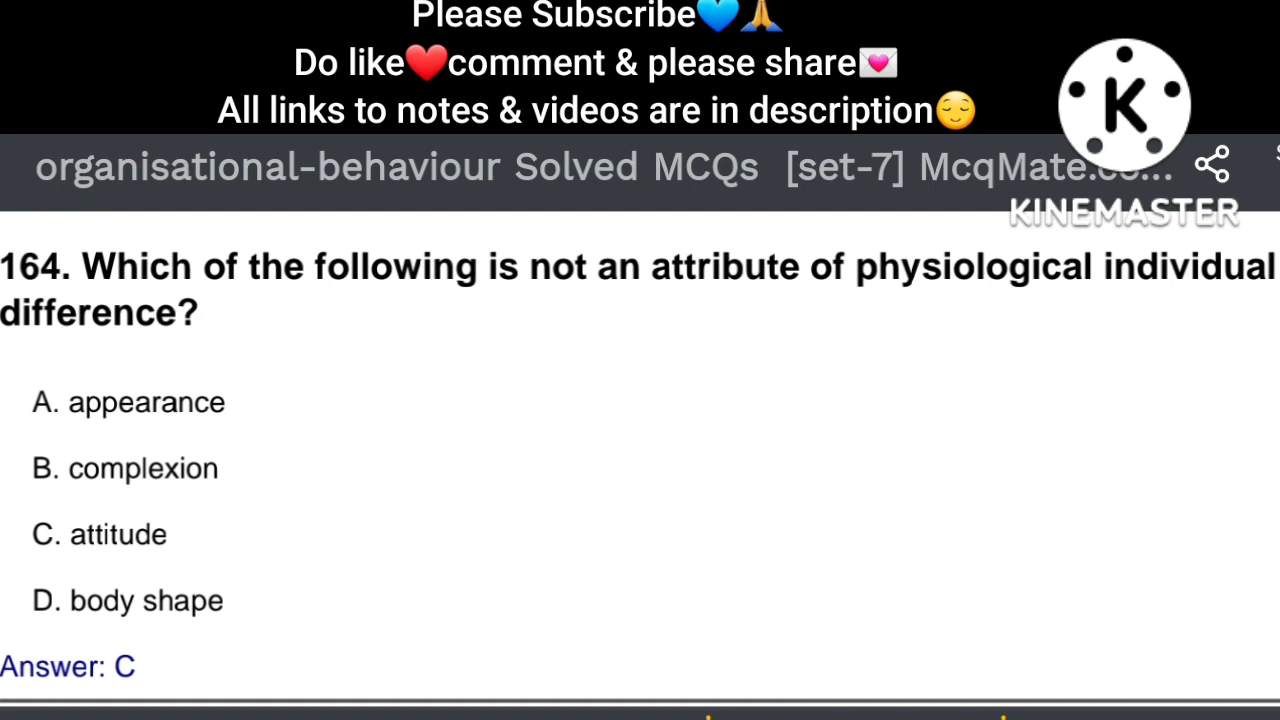 Please Subscribe💙🙏
Do like❤️comment & please share💌
All links to notes & videos are in description😌
K
organisational-behaviour Solved MCQs [set-7] McqMate.co...
KINEMASTER
164. Which of the following is not an attribute of physiological individual
difference?
A. appearance
B. complexion
C. attitude
D. body shape
Answer: C